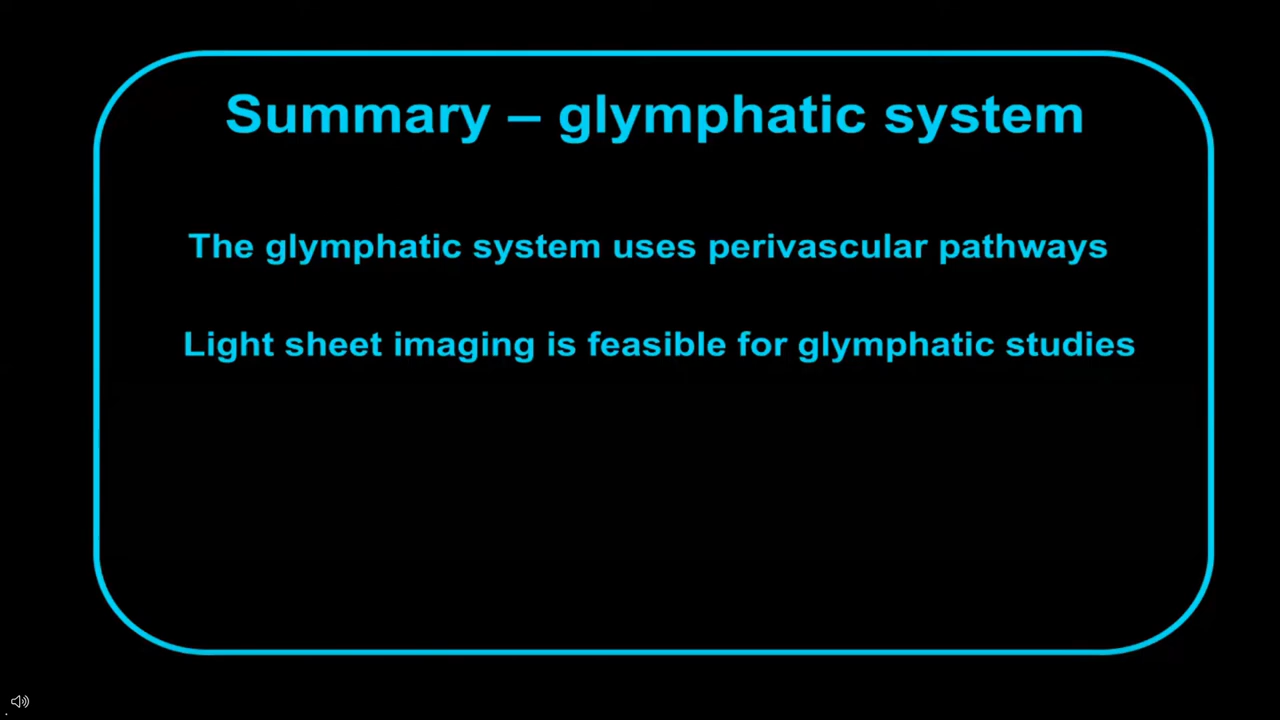 Summary – glymphatic system
The glymphatic system uses perivascular pathways
Light sheet imaging is feasible for glymphatic studies